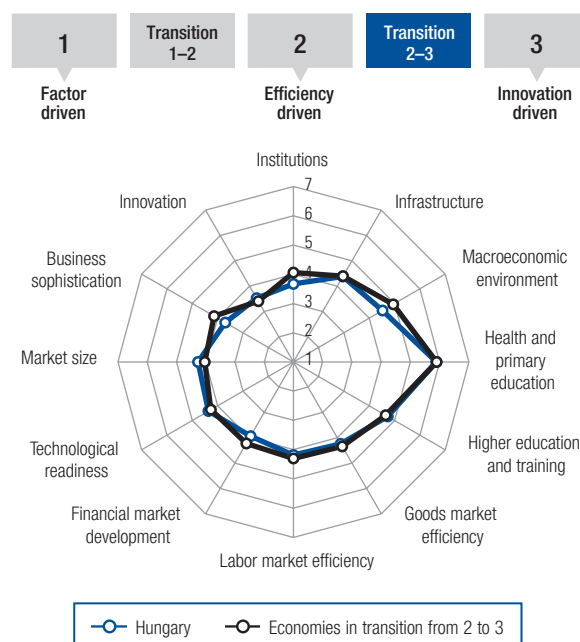 1
Transition
1–2
2
Transition
2–3
3
Factor
driven
Efficiency
driven
Innovation
driven
Institutions
Infrastructure
Macroeconomic
environment
Health and
primary
education
Higher education
and training
Goods market
efficiency
Labor market efficiency
Financial market
development
Technological
readiness
Market size
Business
sophistication
Innovation
7
6
5
4
3
2
1
Hungary
Economies in transition from 2 to 3